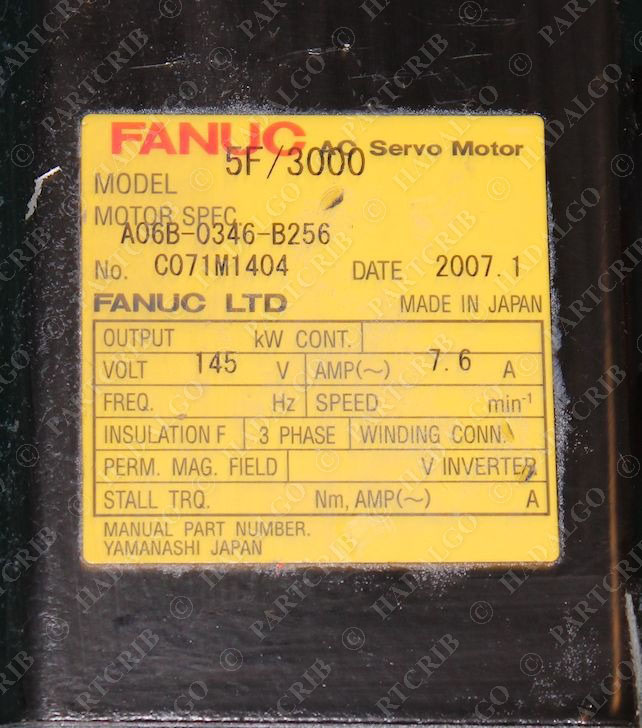 FANUC AC Servo Motor
MODEL 5F/3000
MOTOR SPEC.
A06B-0346-B256
No. C071M1404 DATE 2007.1
FANUC LTD MADE IN JAPAN
OUTPUT kW CONT.
VOLT 145 V AMP(~) 7.6 A
FREQ. Hz SPEED min-1
INSULATION F 3 PHASE WINDING CONN.
PERM. MAG. FIELD V INVERTER
STALL TRQ. Nm, AMP(~) A
MANUAL PART NUMBER.
YAMANASHI JAPAN
© PARTCRIB © HADALGO